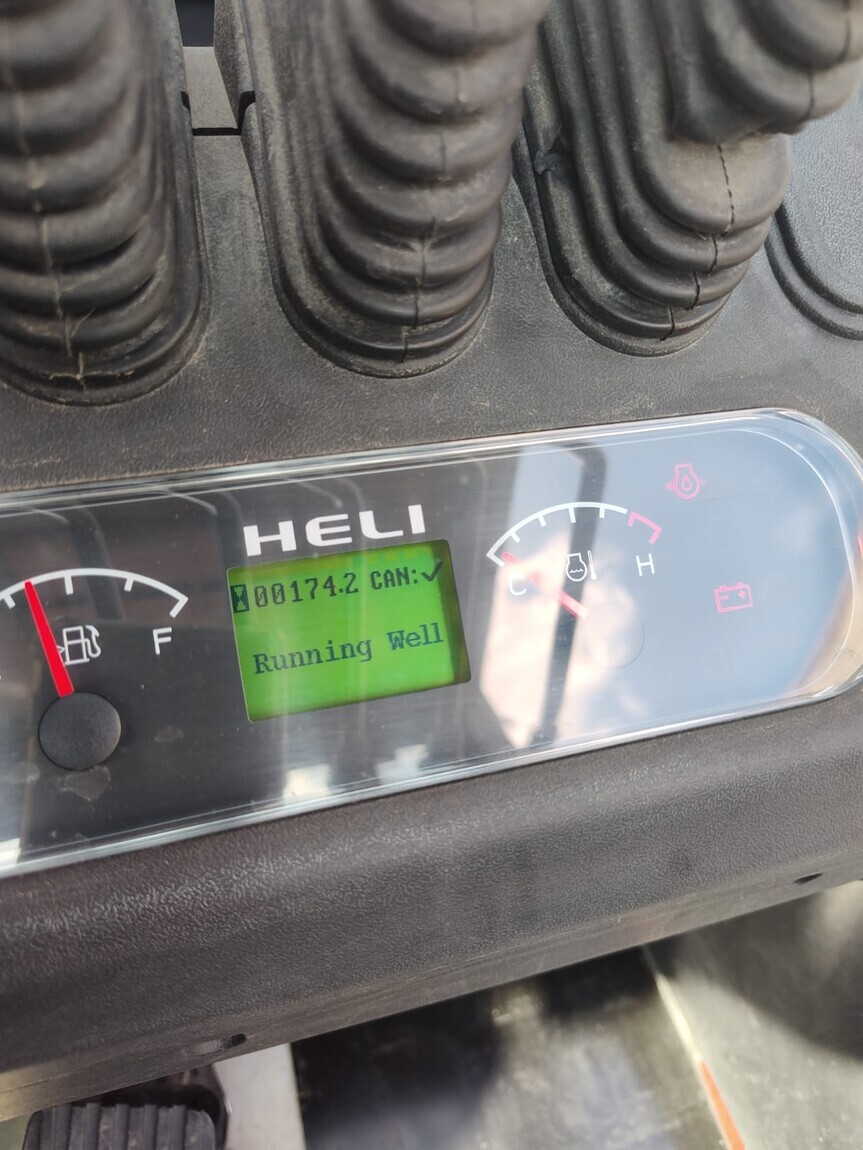 HELI
00174.2 CAN:✓
Running Well
F
C
H